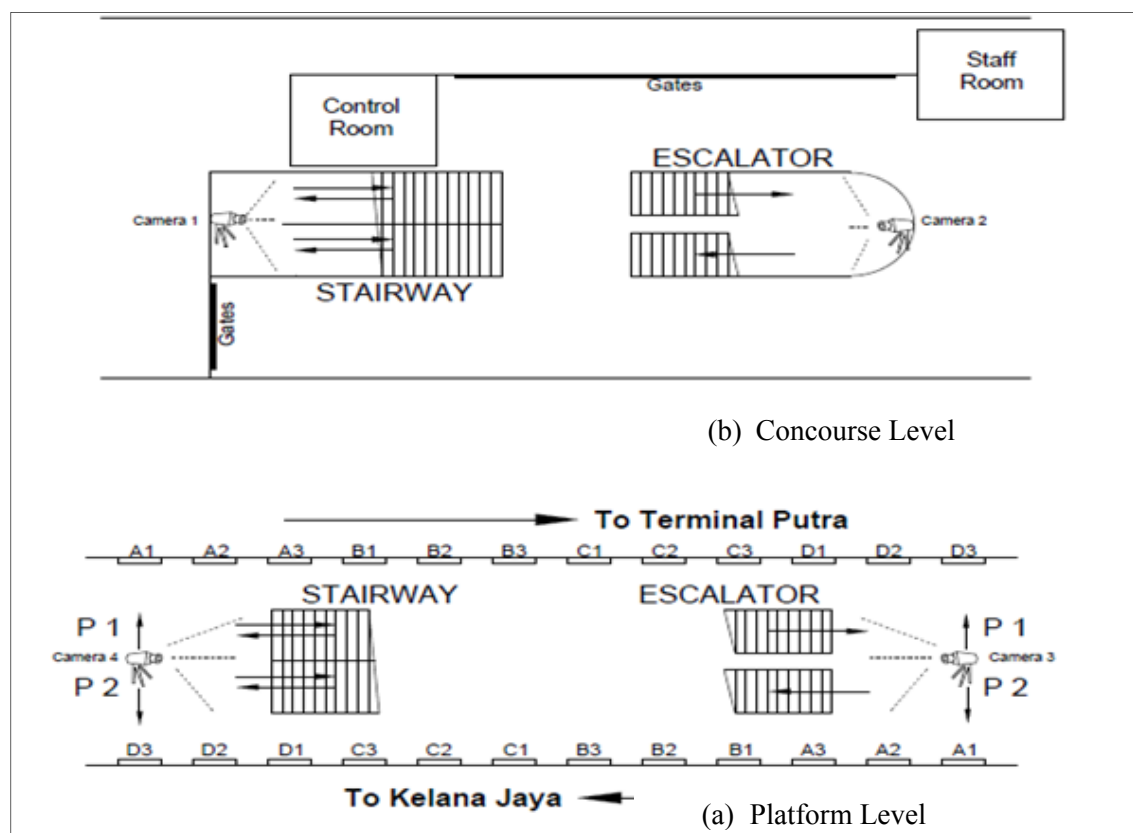 Staff
Room
Gates
Control
Room
ESCALATOR
Camera 1
Camera 2
STAIRWAY
Gates
(b) Concourse Level
To Terminal Putra
A1 A2 A3 B1 B2 B3 C1 C2 C3 D1 D2 D3
STAIRWAY ESCALATOR
P 1 P 1
Camera 4 Camera 3
P 2 P 2
D3 D2 D1 C3 C2 C1 B3 B2 B1 A3 A2 A1
To Kelana Jaya
(a) Platform Level